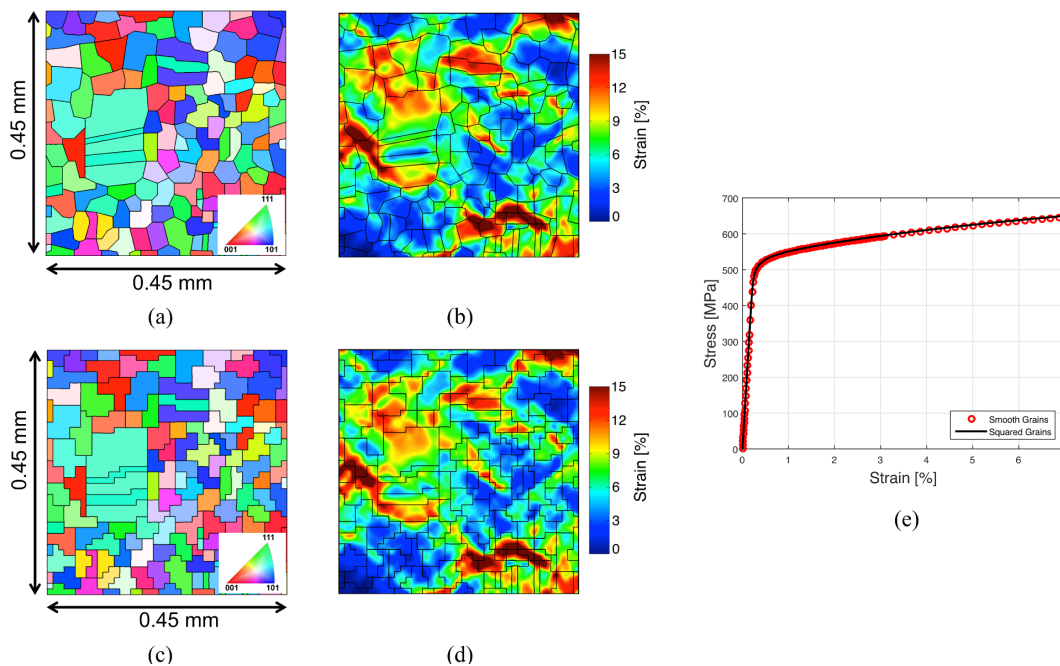 0.45 mm
111
001
101
0.45 mm
(a)
15
12
9
6
3
0
Strain [%]
(b)
0.45 mm
111
001
101
0.45 mm
(c)
15
12
9
6
3
0
Strain [%]
(d)
700
600
500
400
300
200
100
0
Stress [MPa]
Smooth Grains
Squared Grains
0 1 2 3 4 5 6
Strain [%]
(e)